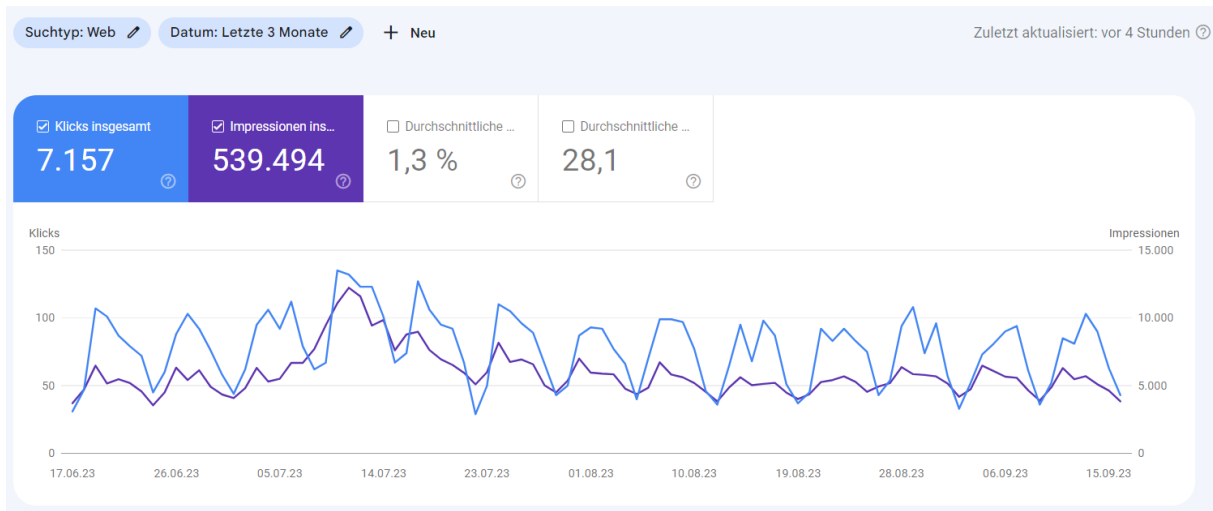 Suchtyp: Web Datum: Letzte 3 Monate + Neu Zuletzt aktualisiert: vor 4 Stunden
Klicks insgesamt Impressionen ins... Durchschnittliche ... Durchschnittliche ...
7.157 539.494 1,3 % 28,1
Klicks Impressionen
150 15.000
100 10.000
50 5.000
0 0
17.06.23 26.06.23 05.07.23 14.07.23 23.07.23 01.08.23 10.08.23 19.08.23 28.08.23 06.09.23 15.09.23